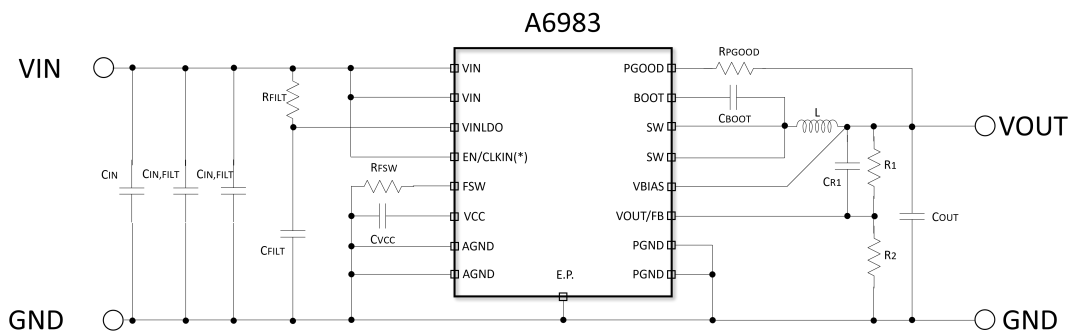 A6983
VIN
GND
CIN
CIN,FILT
CIN,FILT
RFILT
CFILT
RFSW
CVCC
VIN
VIN
VINLDO
EN/CLKIN(*)
FSW
VCC
AGND
AGND
E.P.
PGOOD
BOOT
SW
SW
VBIAS
VOUT/FB
PGND
PGND
RPGOOD
CBOOT
L
CR1
R1
R2
COUT
VOUT
GND